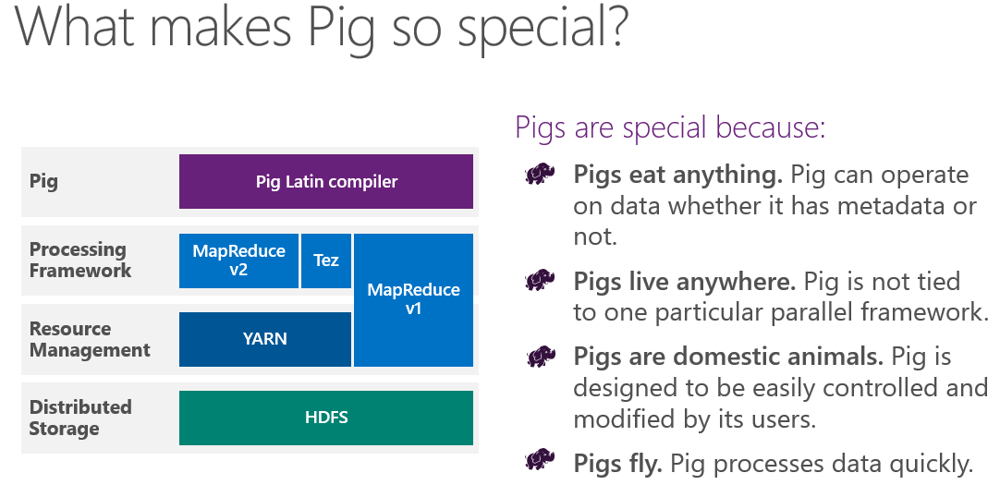 What makes Pig so special?
Pig
Pig Latin compiler
Processing
Framework
MapReduce
v2
Tez
MapReduce
v1
Resource
Management
YARN
Distributed
Storage
HDFS
Pigs are special because:
Pigs eat anything. Pig can operate
on data whether it has metadata or
not.
Pigs live anywhere. Pig is not tied
to one particular parallel framework.
Pigs are domestic animals. Pig is
designed to be easily controlled and
modified by its users.
Pigs fly. Pig processes data quickly.